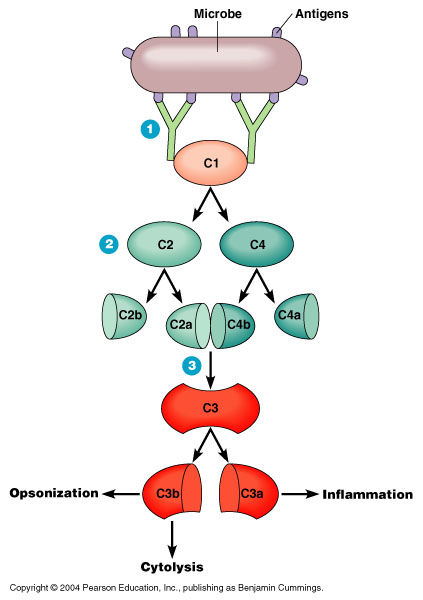 Microbe
Antigens
1
C1
2
C2
C4
C2b
C2a
C4b
C4a
3
C3
Opsonization
C3b
C3a
Inflammation
Cytolysis
Copyright © 2004 Pearson Education, Inc., publishing as Benjamin Cummings.